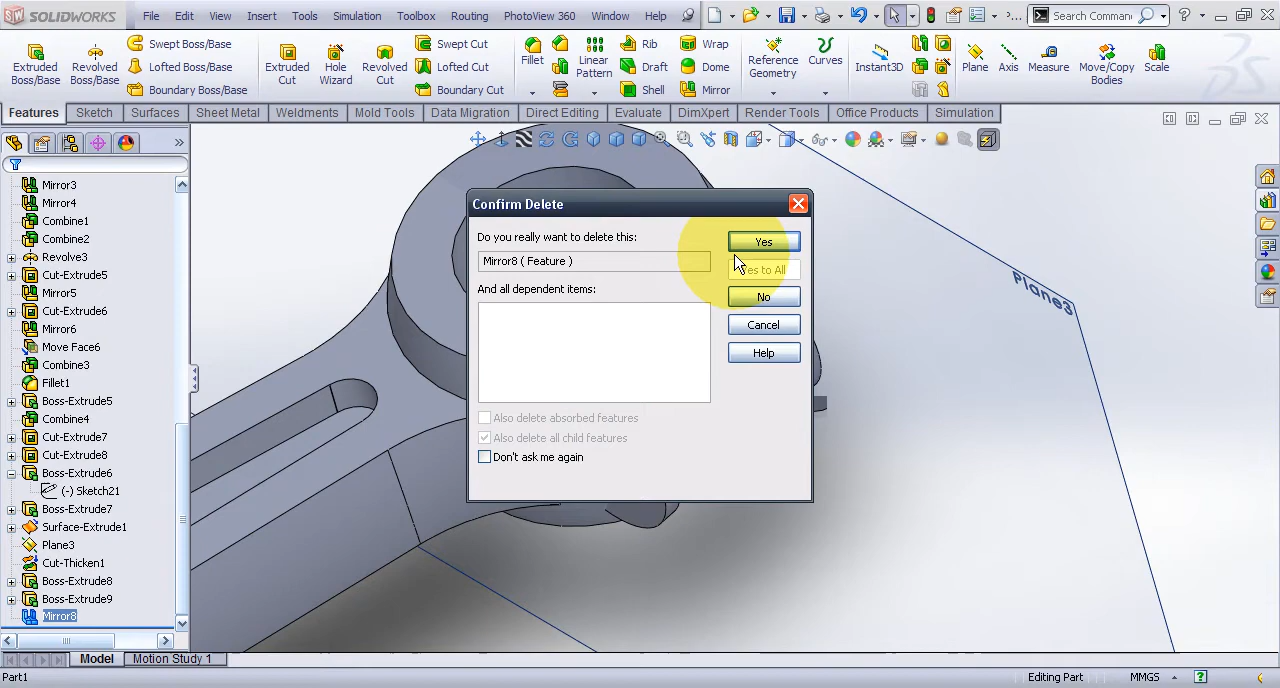 SOLIDWORKS File Edit View Insert Tools Simulation Toolbox Routing PhotoView 360 Window Help Search Comman
Extruded Boss/Base
Revolved Boss/Base
Swept Boss/Base
Lofted Boss/Base
Boundary Boss/Base
Extruded Cut
Hole Wizard
Revolved Cut
Swept Cut
Lofted Cut
Boundary Cut
Fillet
Linear Pattern
Rib
Draft
Shell
Wrap
Dome
Mirror
Reference Geometry
Curves
Instant3D
Plane
Axis
Measure
Move/Copy Bodies
Scale
Features Sketch Surfaces Sheet Metal Weldments Mold Tools Data Migration Direct Editing Evaluate DimXpert Render Tools Office Products Simulation
Mirror3
Mirror4
Combine1
Combine2
Revolve3
Cut-Extrude5
Mirror5
Cut-Extrude6
Mirror6
Move Face6
Combine3
Fillet1
Boss-Extrude5
Combine4
Cut-Extrude7
Cut-Extrude8
Boss-Extrude6
(-) Sketch21
Boss-Extrude7
Surface-Extrude1
Plane3
Cut-Thicken1
Boss-Extrude8
Boss-Extrude9
Mirror8
Confirm Delete
Do you really want to delete this:
Mirror8 ( Feature )
And all dependent items:
Yes
Yes to All
No
Cancel
Help
Also delete absorbed features
Also delete all child features
Don't ask me again
Plane3
Model Motion Study 1
Part1 Editing Part MMGS